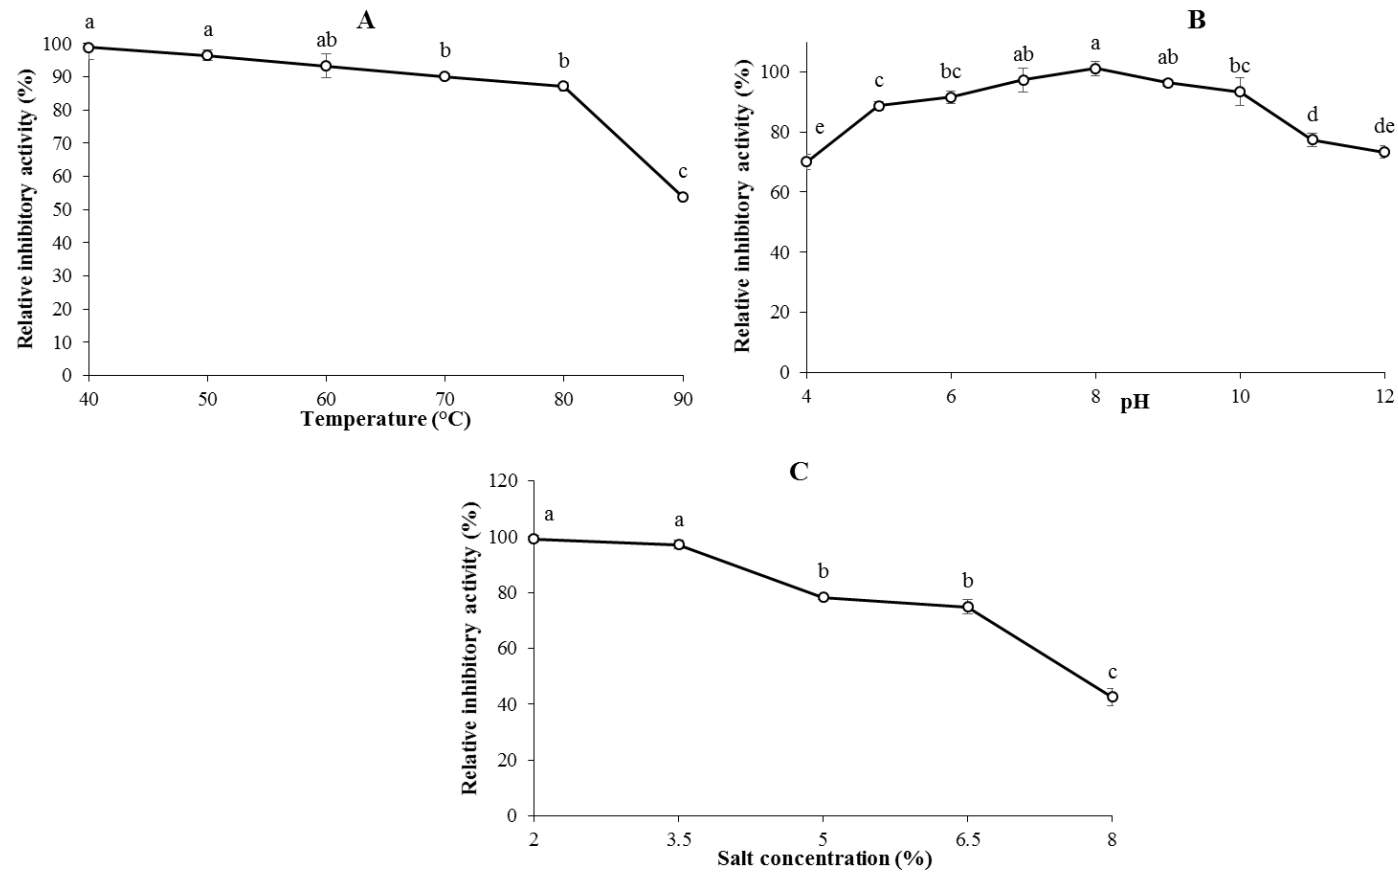 A
Relative inhibitory activity (%)
100
90
80
70
60
50
40
30
20
10
0
a
a
ab
b
b
c
40 50 60 70 80 90
Temperature (°C)
B
Relative inhibitory activity (%)
100
80
60
40
20
0
e
c
bc
ab
a
ab
bc
d
de
4 6 8 10 12
pH
C
Relative inhibitory activity (%)
120
100
80
60
40
20
0
a
a
b
b
c
2 3.5 5 6.5 8
Salt concentration (%)